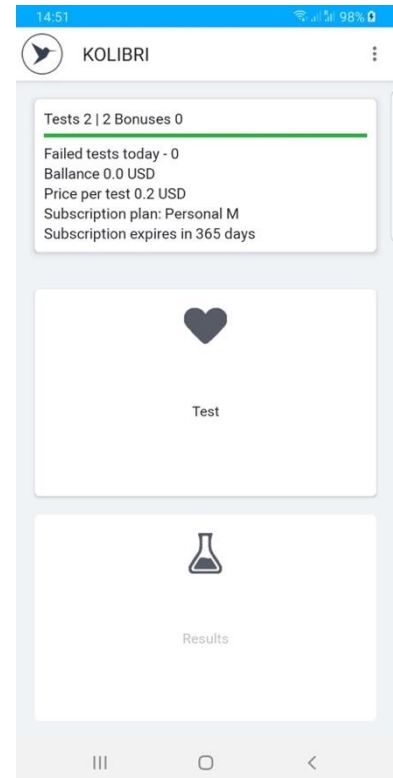 14:51
98%
KOLIBRI
Tests 2 | 2 Bonuses 0
Failed tests today - 0
Ballance 0.0 USD
Price per test 0.2 USD
Subscription plan: Personal M
Subscription expires in 365 days
Test
Results